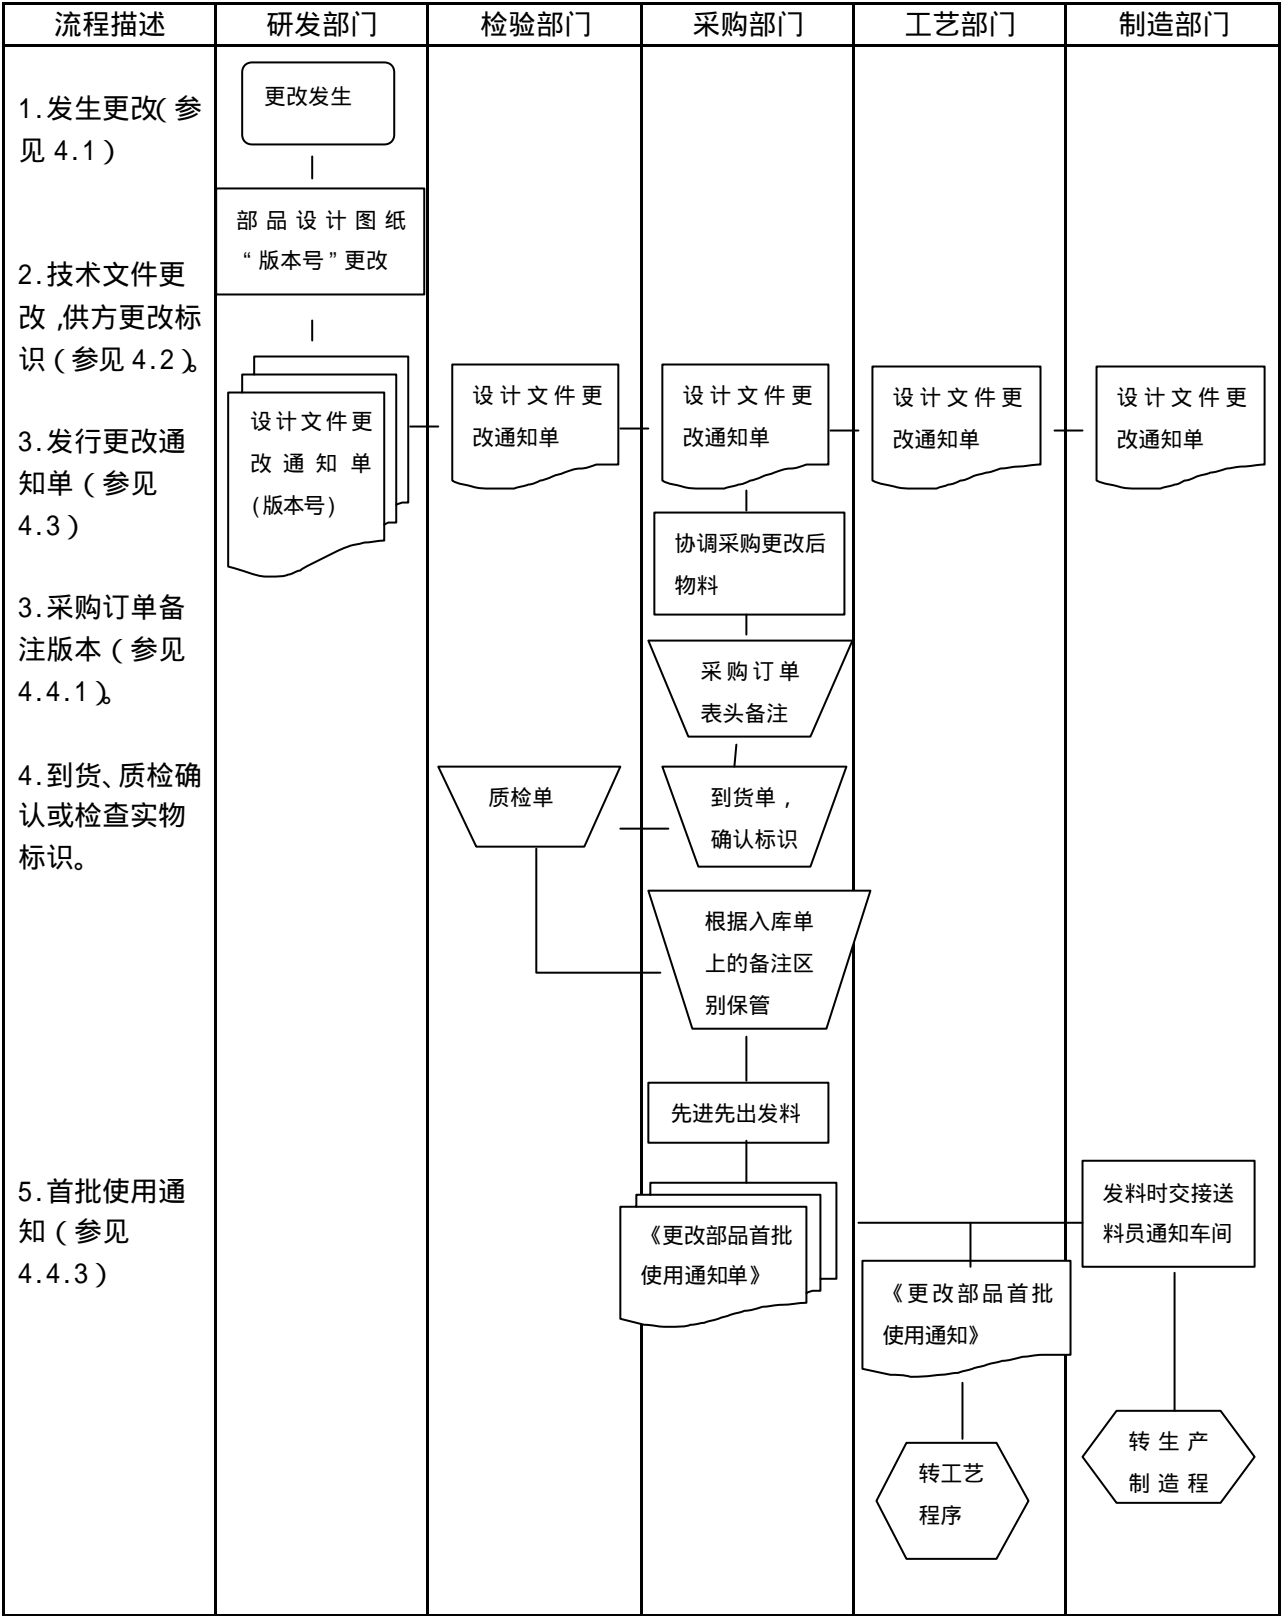 流程描述
研发部门
检验部门
采购部门
工艺部门
制造部门
1.发生更改(参
见 4.1)
2.技术文件更
改,供方更改标
识(参见 4.2)。
3.发行更改通
知单(参见
4.3)
3.采购订单备
注版本(参见
4.4.1)。
4.到货、质检确
认或检查实物
标识。
5.首批使用通
知(参见
4.4.3)
更改发生
部品设计图纸
“版本号”更改
设计文件更
改通知单
(版本号)
设计文件更
改通知单
设计文件更
改通知单
设计文件更
改通知单
设计文件更
改通知单
协调采购更改后
物料
采购订单
表头备注
质检单
到货单,
确认标识
根据入库单
上的备注区
别保管
先进先出发料
《更改部品首批
使用通知单》
发料时交接送
料员通知车间
《更改部品首批
使用通知》
转工艺
程序
转生产
制造程